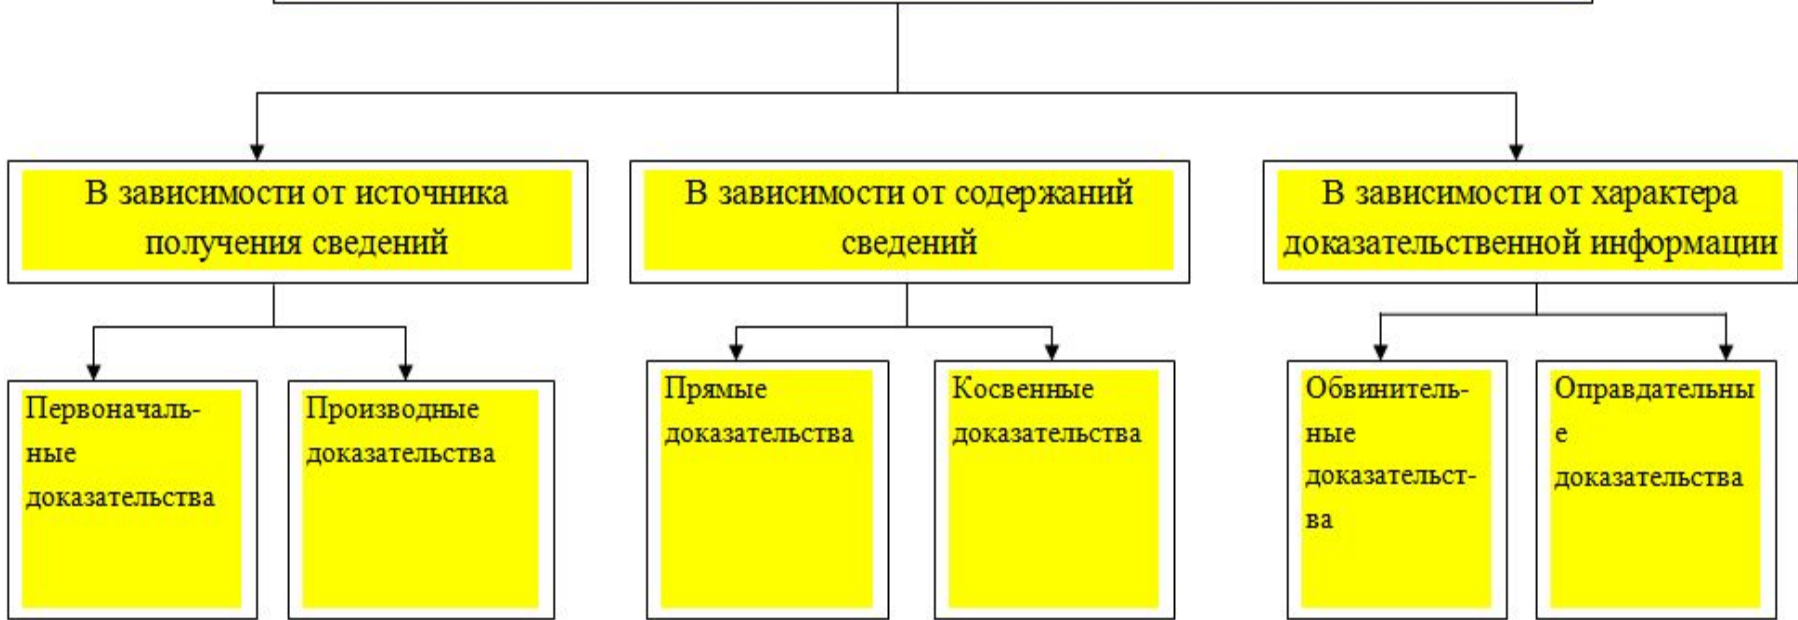 В зависимости от источника
получения сведений
В зависимости от содержаний
сведений
В зависимости от характера
доказательственной информации
Первоначаль-
ные
доказательства
Производные
доказательства
Прямые
доказательства
Косвенные
доказательства
Обвинитель-
ные
доказательст-
ва
Оправдательны
е
доказательства